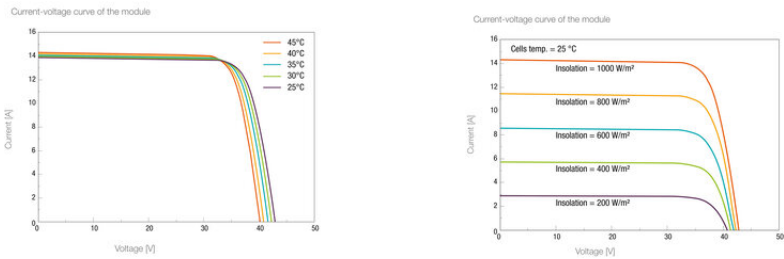 Current-voltage curve of the module
Current [A]
16
14
12
10
8
6
4
2
0
45°C
40°C
35°C
30°C
25°C
0
10
20
30
40
50
Voltage [V]
Current-voltage curve of the module
Current [A]
16
14
12
10
8
6
4
2
0
Cells temp. = 25 °C
Insolation = 1000 W/m²
Insolation = 800 W/m²
Insolation = 600 W/m²
Insolation = 400 W/m²
Insolation = 200 W/m²
0
10
20
30
40
50
Voltage [V]